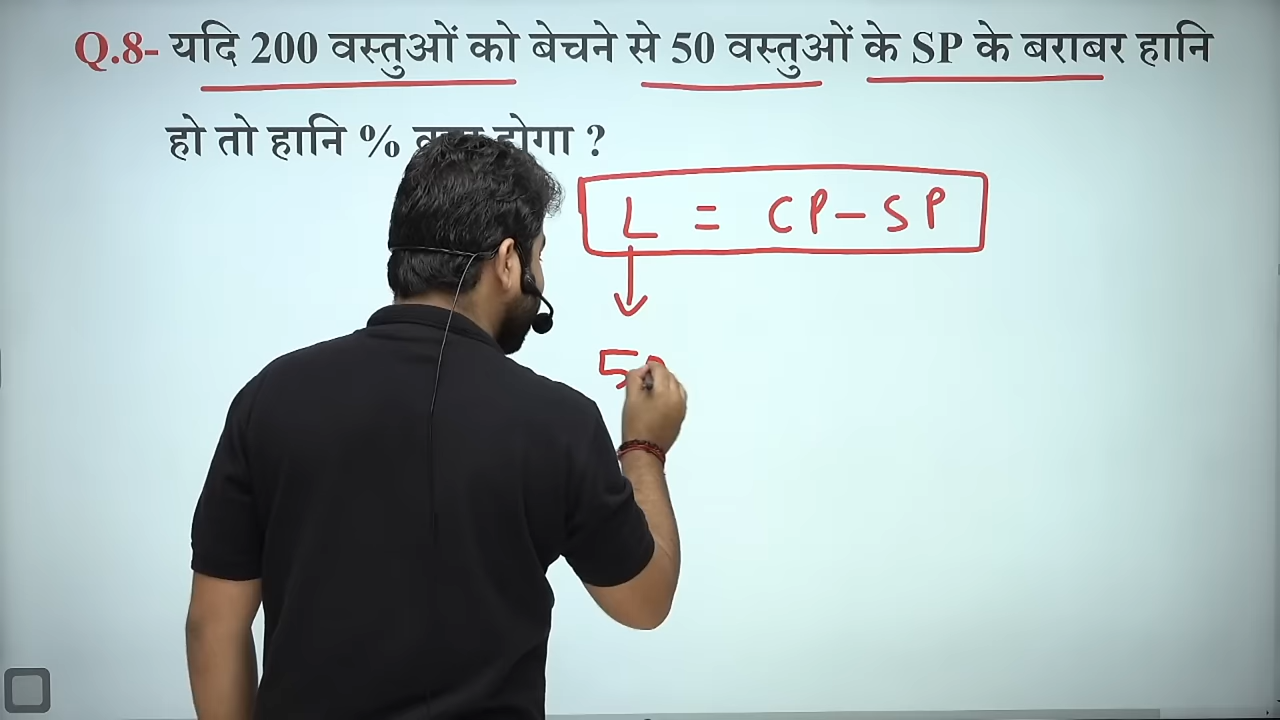 Q.8- यदि 200 वस्तुओं को बेचने से 50 वस्तुओं के SP के बराबर हानि
हो तो हानि % होगा ?
L = CP-SP